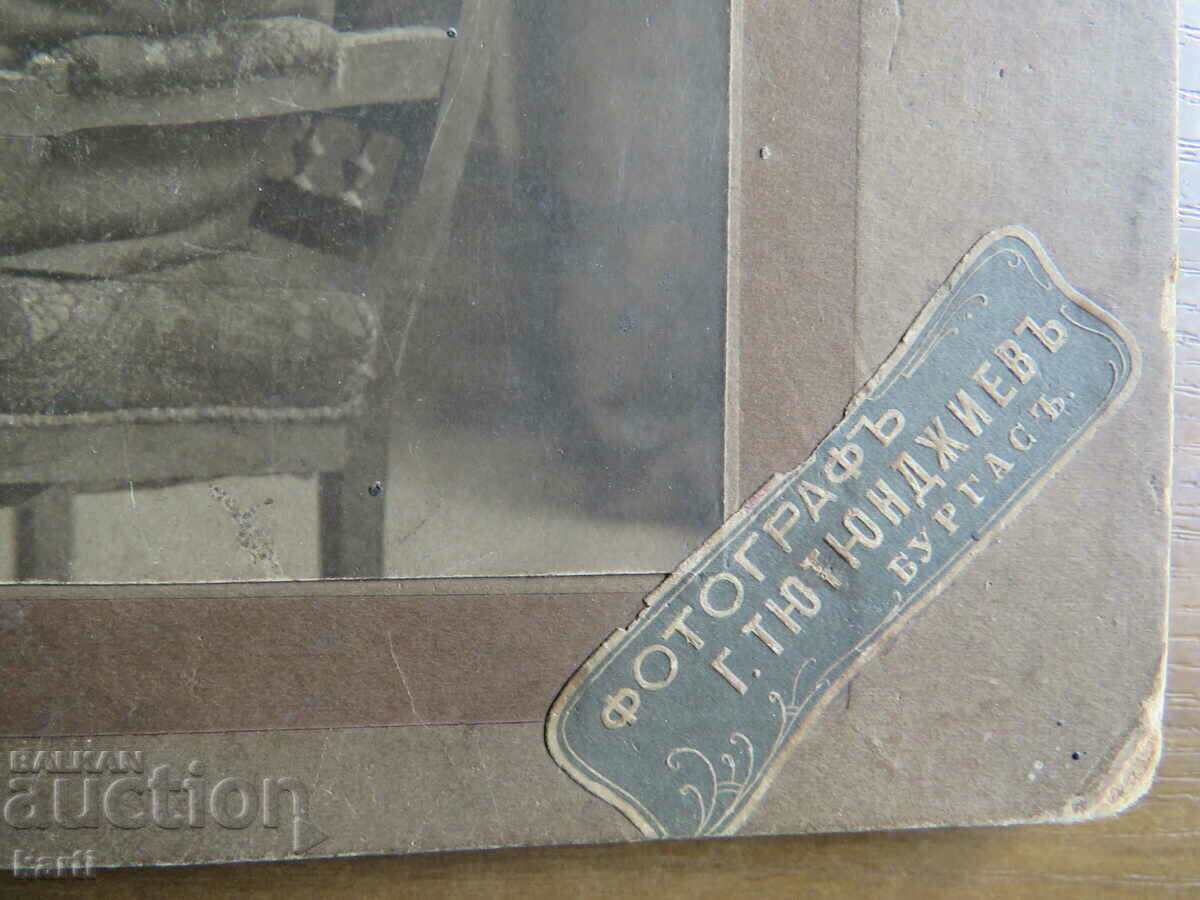 ФОТОГРАФЪ
Г. ТЮТЮНДЖИЕВЪ
БУРГАСЪ.
BALKAN
auction
karti